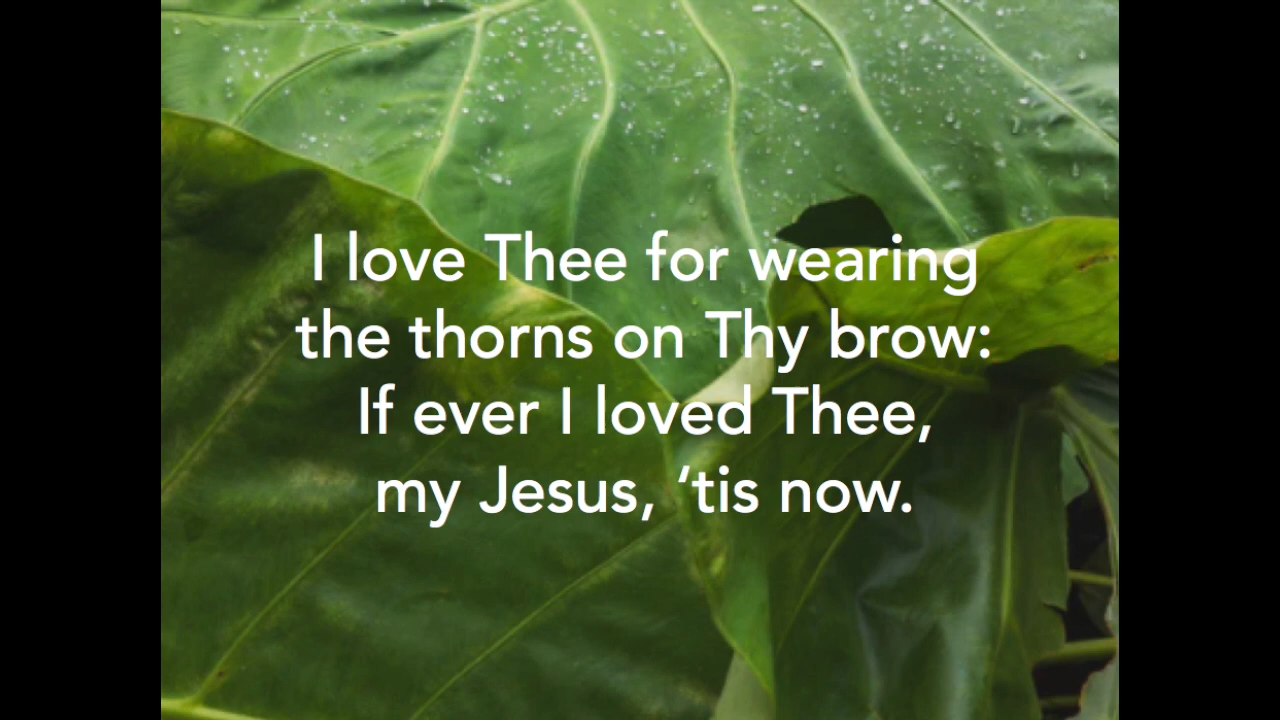 I love Thee for wearing
the thorns on Thy brow:
If ever I loved Thee,
my Jesus, ‘tis now.